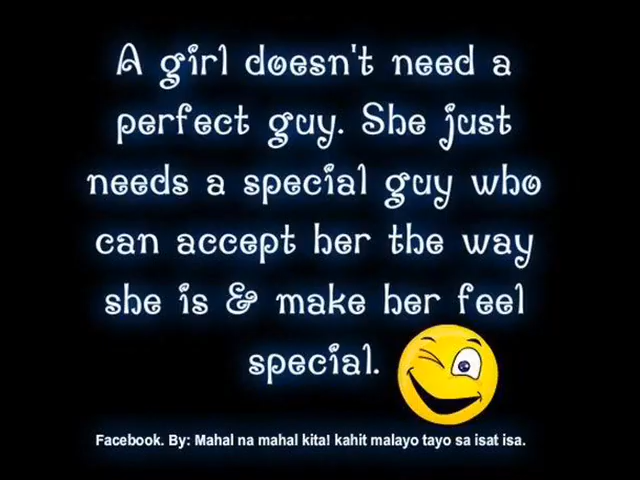 A girl doesn't need a
perfect guy. She just
needs a special guy who
can accept her the way
she is & make her feel
special.
Facebook. By: Mahal na mahal kita! kahit malayo tayo sa isat isa.